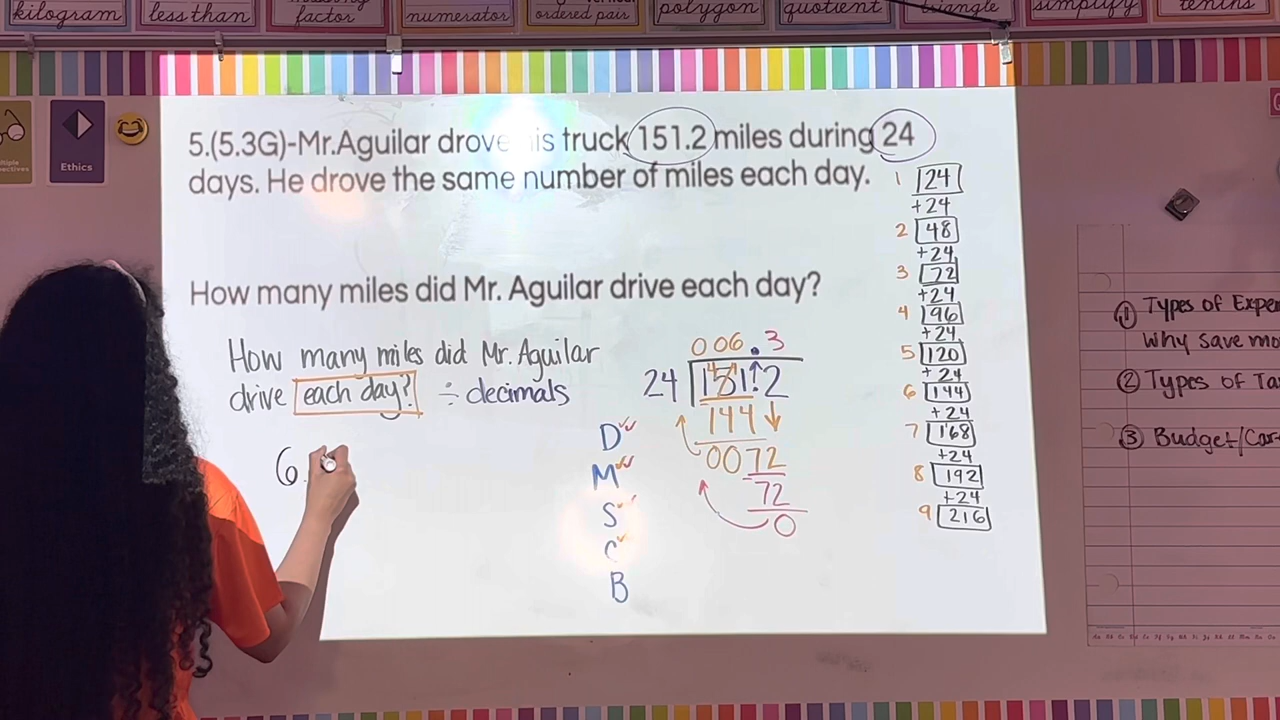 kilogram
less than
factor
numerator
ordered pair
polygon
quotient
triangle
simplify
tenths
Ethics
5.(5.3G)-Mr.Aguilar drove is truck 151.2 miles during 24
days. He drove the same number of miles each day.
How many miles did Mr. Aguilar drive each day?
How many miles did Mr. Aguilar
drive each day? ÷ decimals
6.
D
M
S
C
B
006.3
24 151.2
144
0072
72
0
1 24
+24
2 48
+24
3 72
+24
4 96
+24
5 120
+24
6 144
+24
7 168
+24
8 192
+24
9 216
① Types of Expe
Why save mo
② Types of Ta
③ Budget/Car